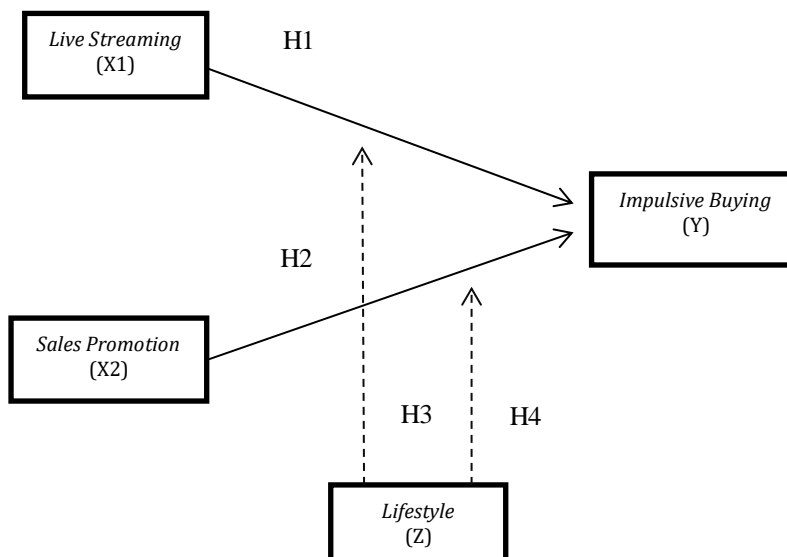 Live Streaming
(X1)
H1
Impulsive Buying
(Y)
H2
Sales Promotion
(X2)
H3
H4
Lifestyle
(Z)